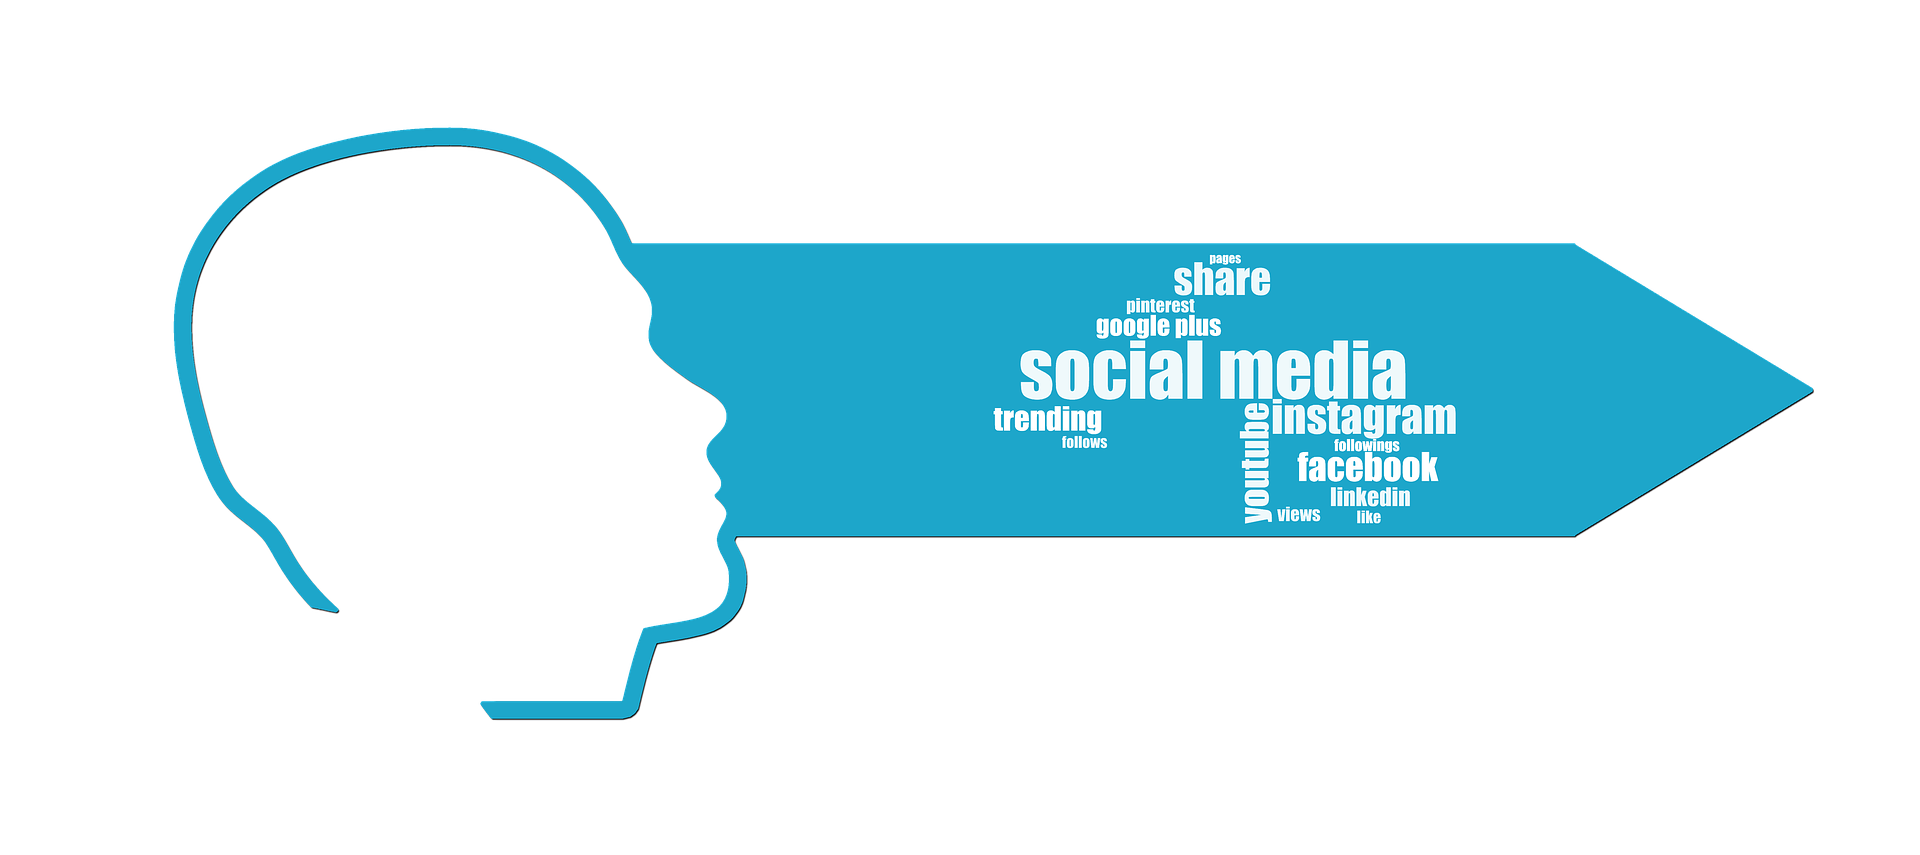 pages
share
pinterest
google plus
social media
trending
follows
youtube
instagram
followings
facebook
linkedin
views
like